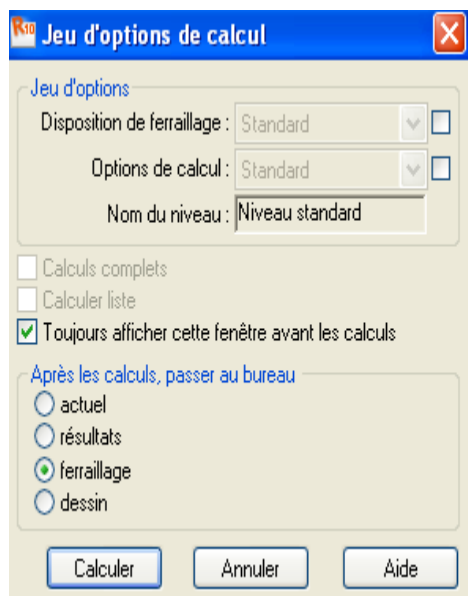 R10 Jeu d'options de calcul
Jeu d'options
Disposition de ferraillage : Standard
Options de calcul : Standard
Nom du niveau : Niveau standard
Calculs complets
Calculer liste
Toujours afficher cette fenêtre avant les calculs
Après les calculs, passer au bureau
actuel
résultats
ferraillage
dessin
Calculer Annuler Aide